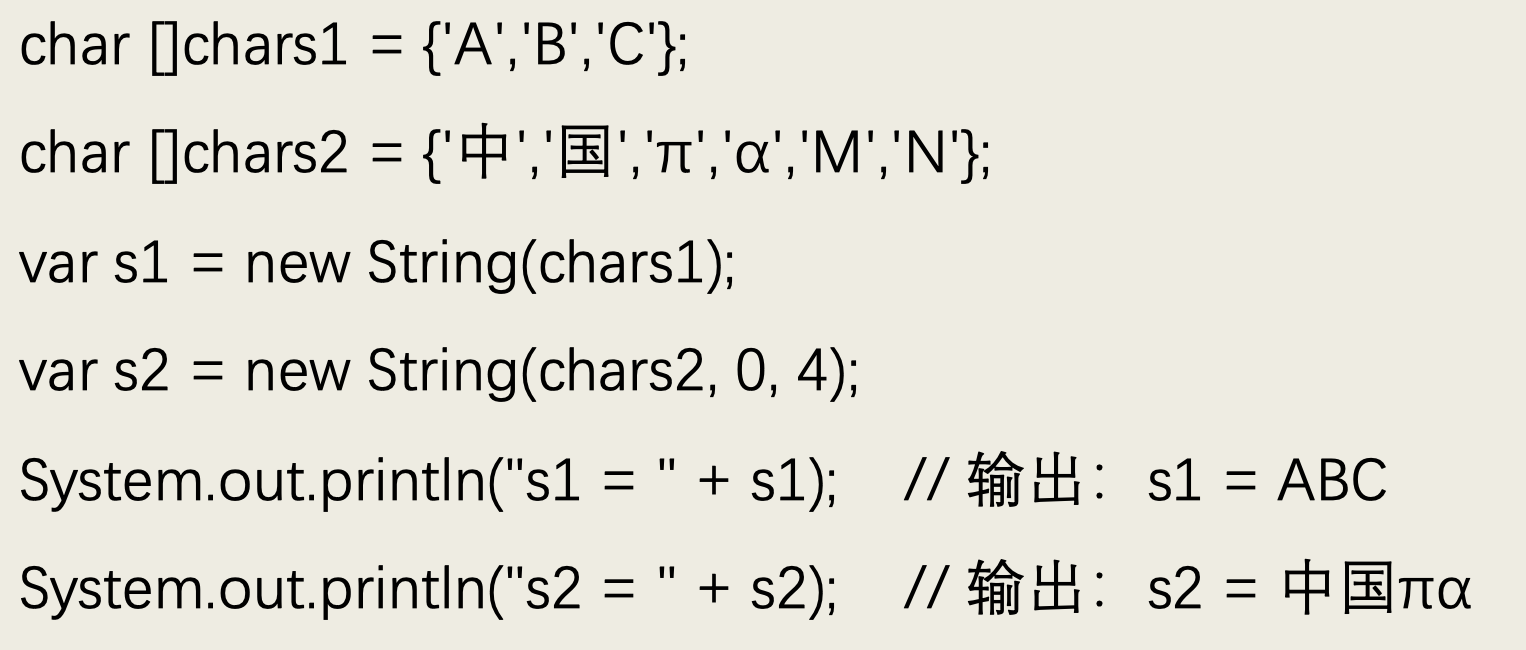 char []chars1 = {'A','B','C'};
char []chars2 = {'中','国','π','α','M','N'};
var s1 = new String(chars1);
var s2 = new String(chars2, 0, 4);
System.out.println("s1 = " + s1); // 输出：s1 = ABC
System.out.println("s2 = " + s2); // 输出：s2 = 中国πα